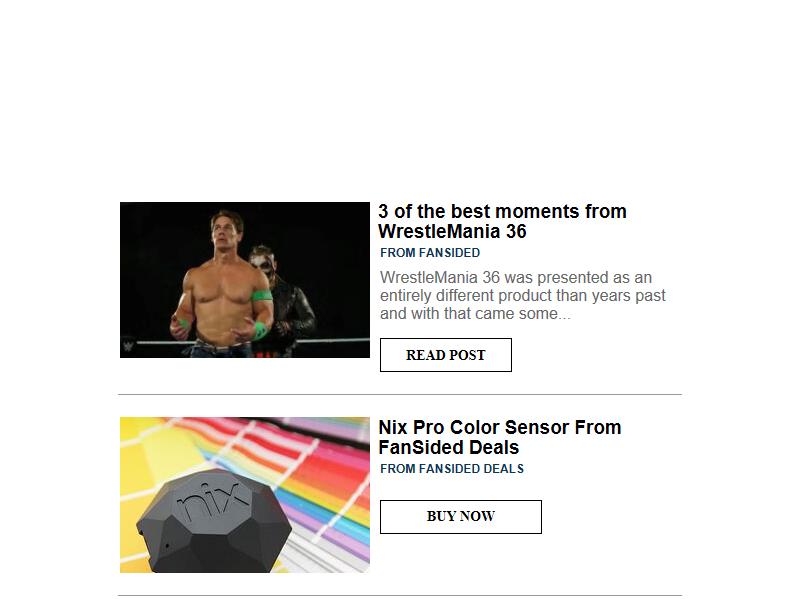 3 of the best moments from
WrestleMania 36
FROM FANSIDED
WrestleMania 36 was presented as an
entirely different product than years past
and with that came some...
READ POST
Nix Pro Color Sensor From
FanSided Deals
FROM FANSIDED DEALS
nix
BUY NOW